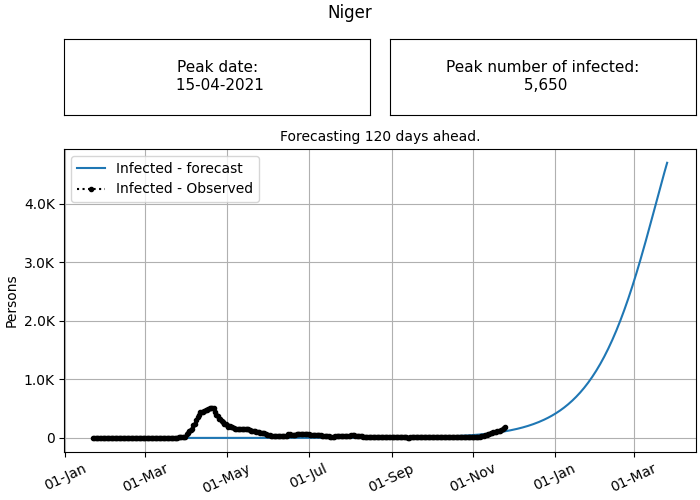 Niger
Peak date:
15-04-2021
Peak number of infected:
5,650
Forecasting 120 days ahead.
Infected - forecast
Infected - Observed
Persons
4.0K
3.0K
2.0K
1.0K
0
01-Jan
01-Mar
01-May
01-Jul
01-Sep
01-Nov
01-Jan
01-Mar